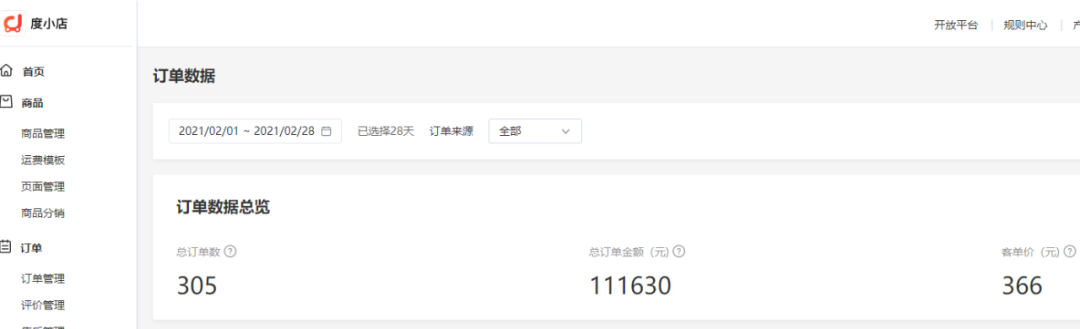 度小店
开放平台 规则中心
首页
商品
商品管理
运费模板
页面管理
商品分销
订单
订单管理
评价管理
订单数据
2021/02/01 ~ 2021/02/28 已选择28天 订单来源 全部
订单数据总览
总订单数 总订单金额（元） 客单价（元）
305 111630 366